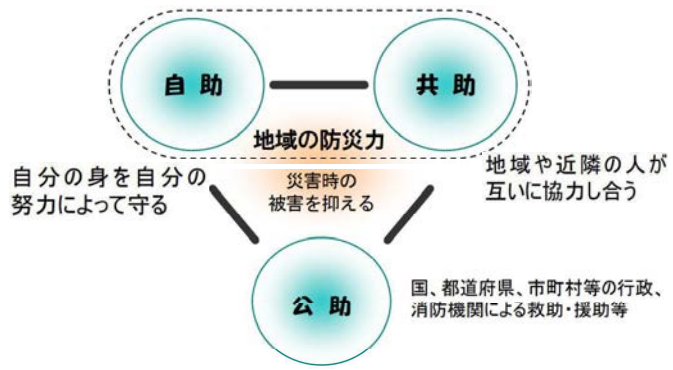 自助
共助
地域の防災力
自分の身を自分の
努力によって守る
災害時の
被害を抑える
地域や近隣の人が
互いに協力し合う
公助
国、都道府県、市町村等の行政、
消防機関による救助・援助等